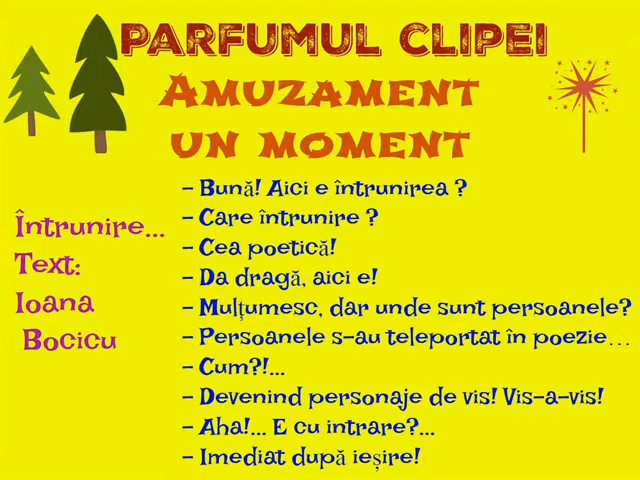 PARFUMUL CLIPEI
AMUZAMENT
UN MOMENT
Întrunire...
Text:
Ioana
Bocicu
– Bună! Aici e întrunirea ?
– Care întrunire ?
– Cea poetică!
– Da dragă, aici e!
– Mulțumesc, dar unde sunt persoanele?
– Persoanele s-au teleportat în poezie...
– Cum?!...
– Devenind personaje de vis! Vis-a-vis!
– Aha!... E cu intrare?...
– Imediat după ieșire!